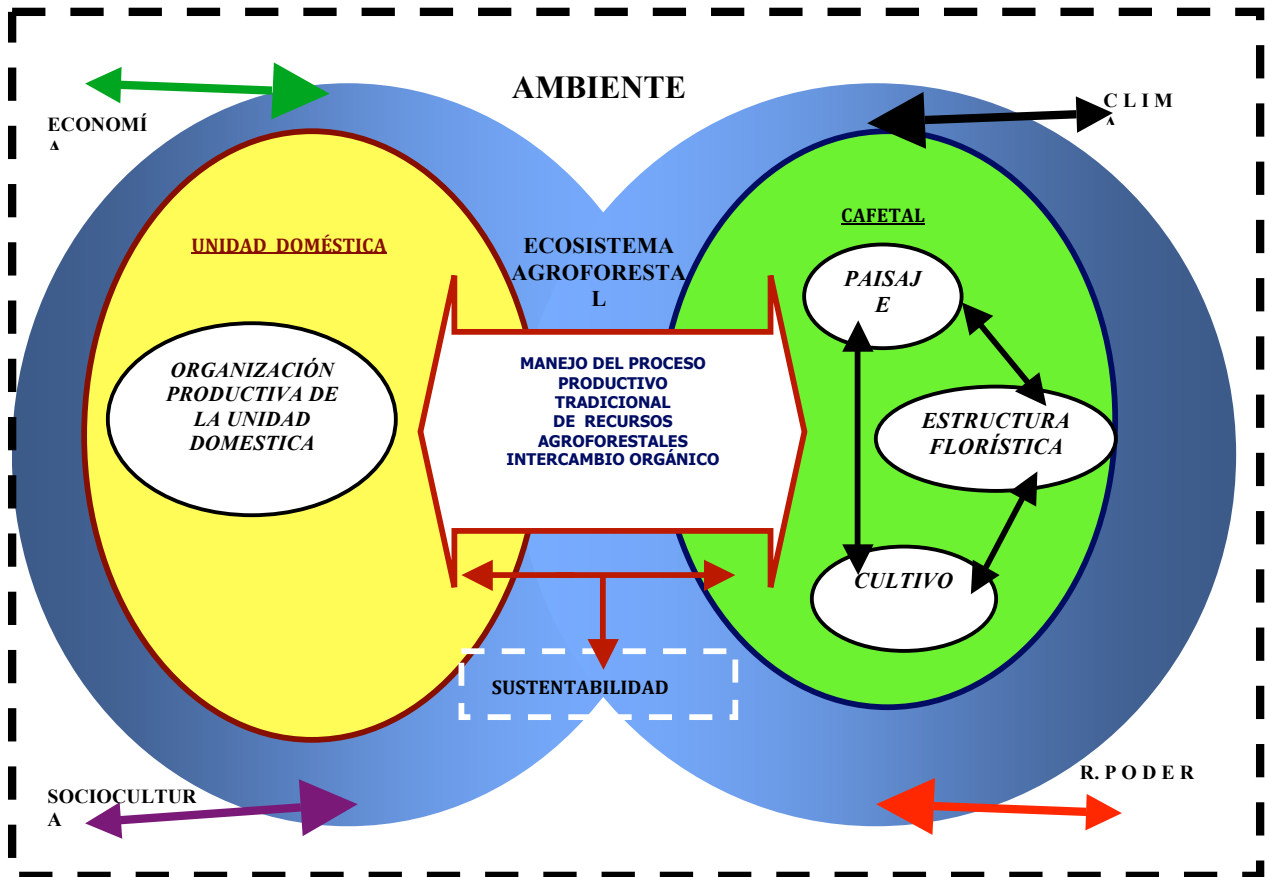 AMBIENTE
C L I M
A
ECONOMÍ
A
CAFETAL
UNIDAD DOMÉSTICA
ECOSISTEMA
AGROFORESTA
L
PAISAJ
E
MANEJO DEL PROCESO
PRODUCTIVO
TRADICIONAL
DE RECURSOS
AGROFORESTALES
INTERCAMBIO ORGÁNICO
ORGANIZACIÓN
PRODUCTIVA DE
LA UNIDAD
DOMESTICA
ESTRUCTURA
FLORÍSTICA
CULTIVO
SUSTENTABILIDAD
R. P O D E R
SOCIOCULTUR
A